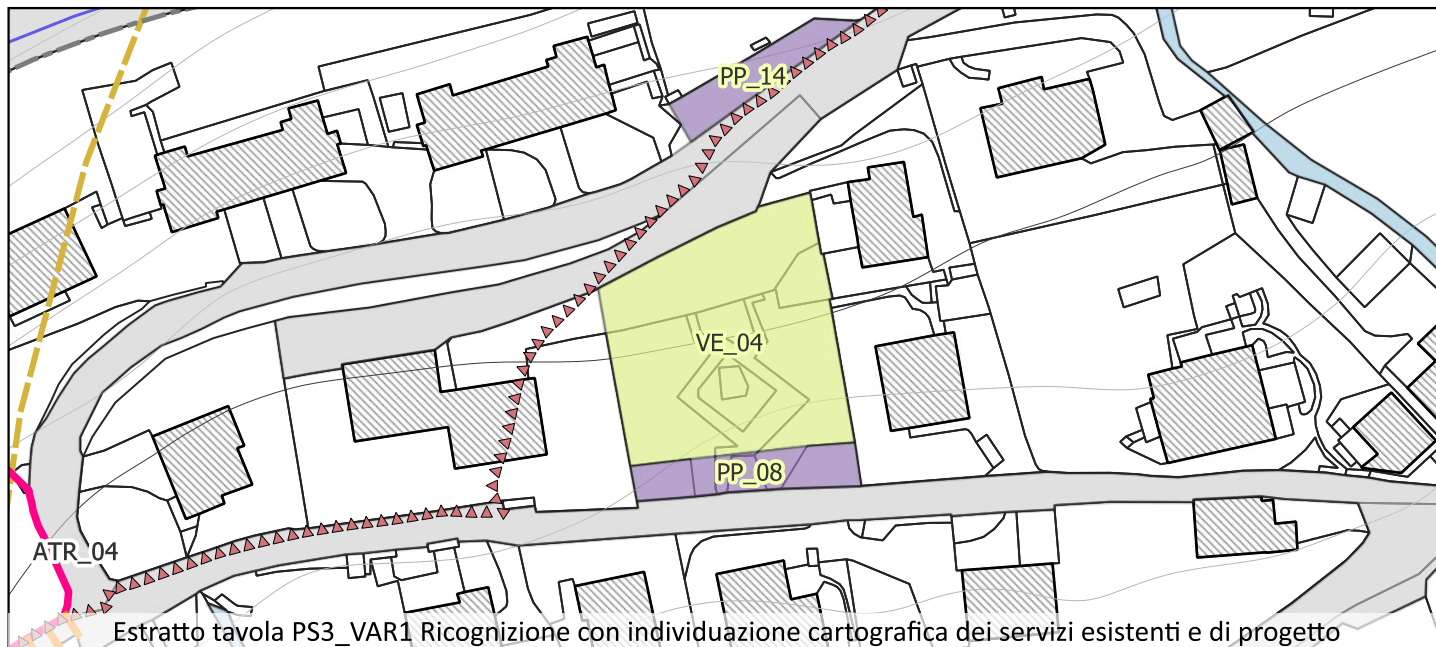 PP_14
VE_04
PP_08
ATR_04
Estratto tavola PS3_VAR1 Ricognizione con individuazione cartografica dei servizi esistenti e di progetto